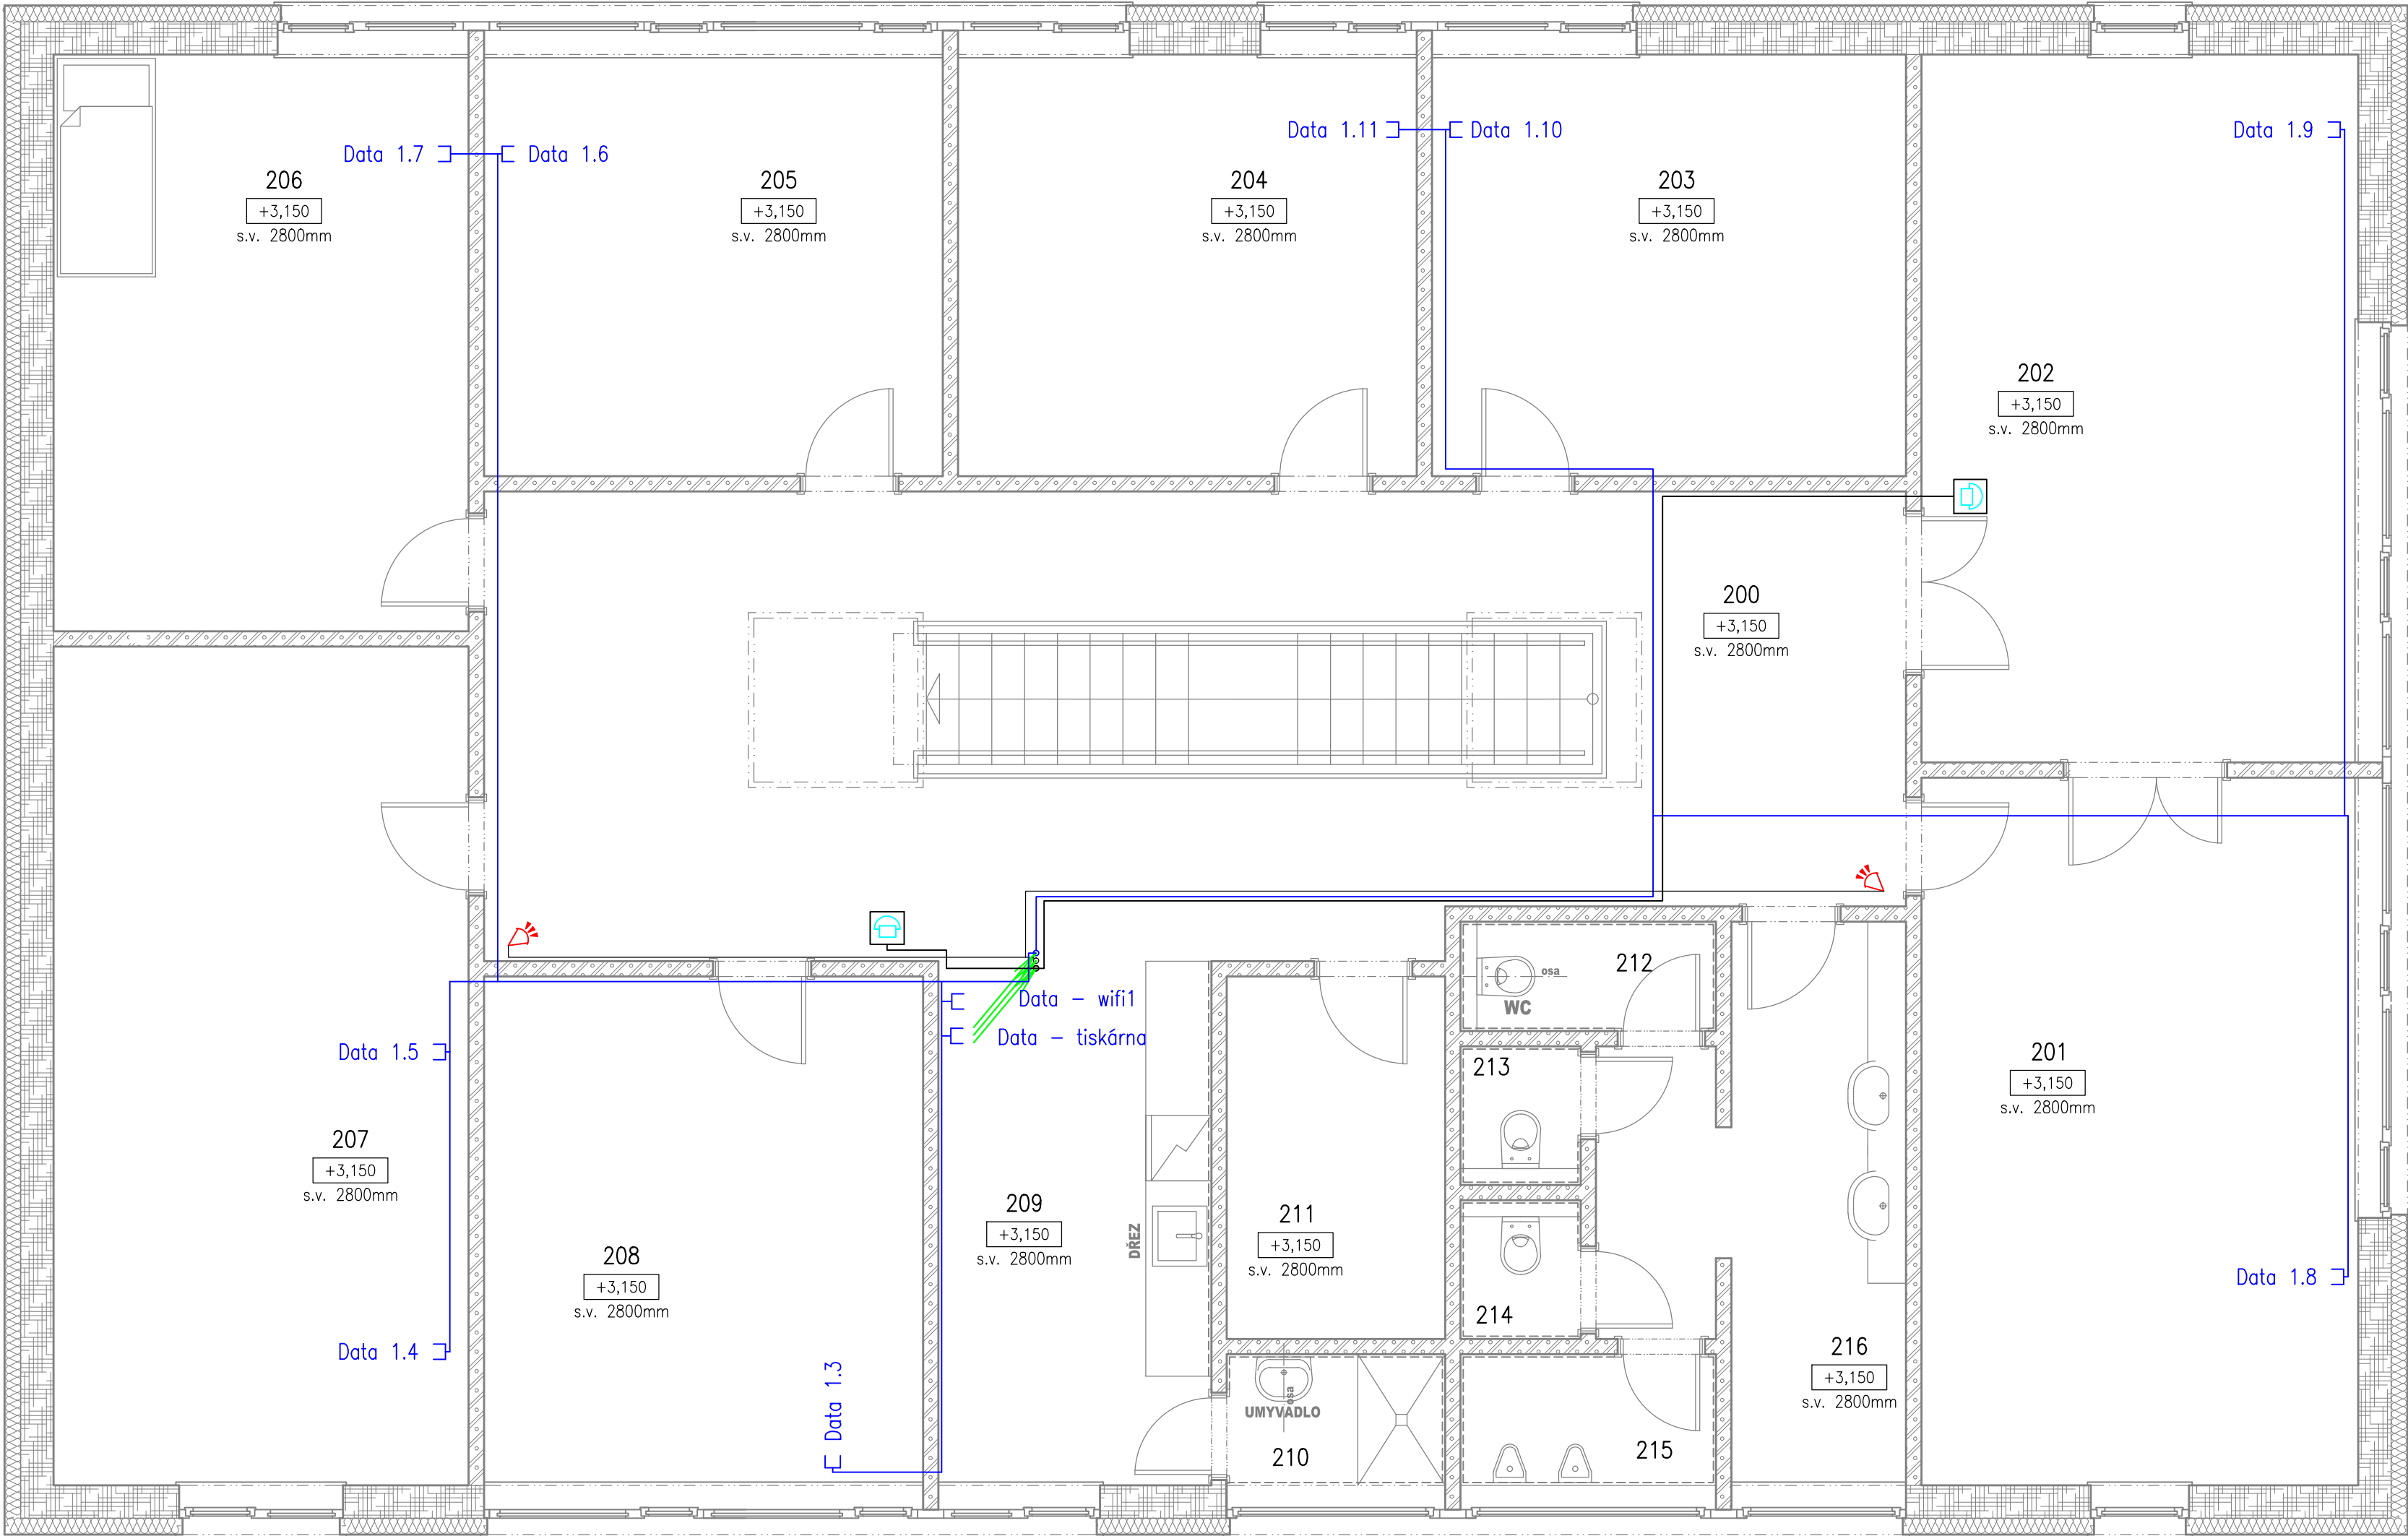 Data 1.11
Data 1.10
Data 1.9
Data 1.7
Data 1.6
206
+3,150
s.v. 2800mm
205
+3,150
s.v. 2800mm
204
+3,150
s.v. 2800mm
203
+3,150
s.v. 2800mm
202
+3,150
s.v. 2800mm
200
+3,150
s.v. 2800mm
212
osa
WC
Data - wifi1
Data - tiskárna
Data 1.5
213
201
+3,150
s.v. 2800mm
207
+3,150
s.v. 2800mm
209
+3,150
s.v. 2800mm
DŘEZ
211
+3,150
s.v. 2800mm
208
+3,150
s.v. 2800mm
Data 1.8
214
Data 1.4
216
+3,150
s.v. 2800mm
Data 1.3
osa
UMYVADLO
210
215